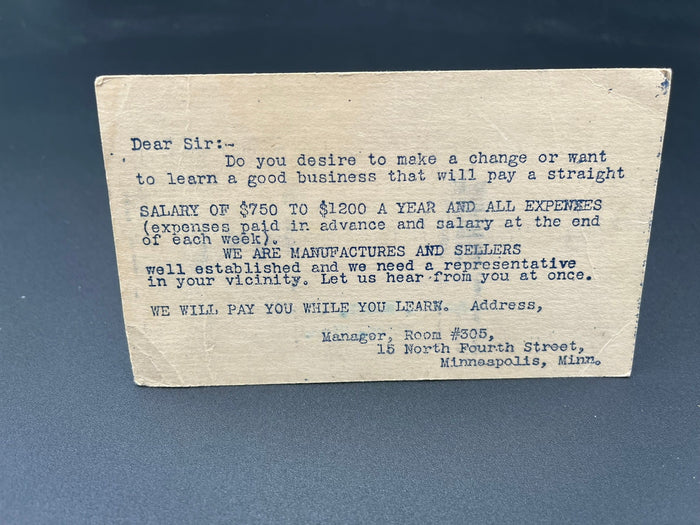 Dear Sir:-
Do you desire to make a change or want
to learn a good business that will pay a straight
SALARY OF $750 TO $1200 A YEAR AND ALL EXPENSES
(expenses paid in advance and salary at the end
of each week).
WE ARE MANUFACTURES AND SELLERS
well established and we need a representative
in your vicinity. Let us hear from you at once.
WE WILL PAY YOU WHILE YOU LEARN. Address,
Manager, Room #305,
15 North Fourth Street,
Minneapolis, Minn.